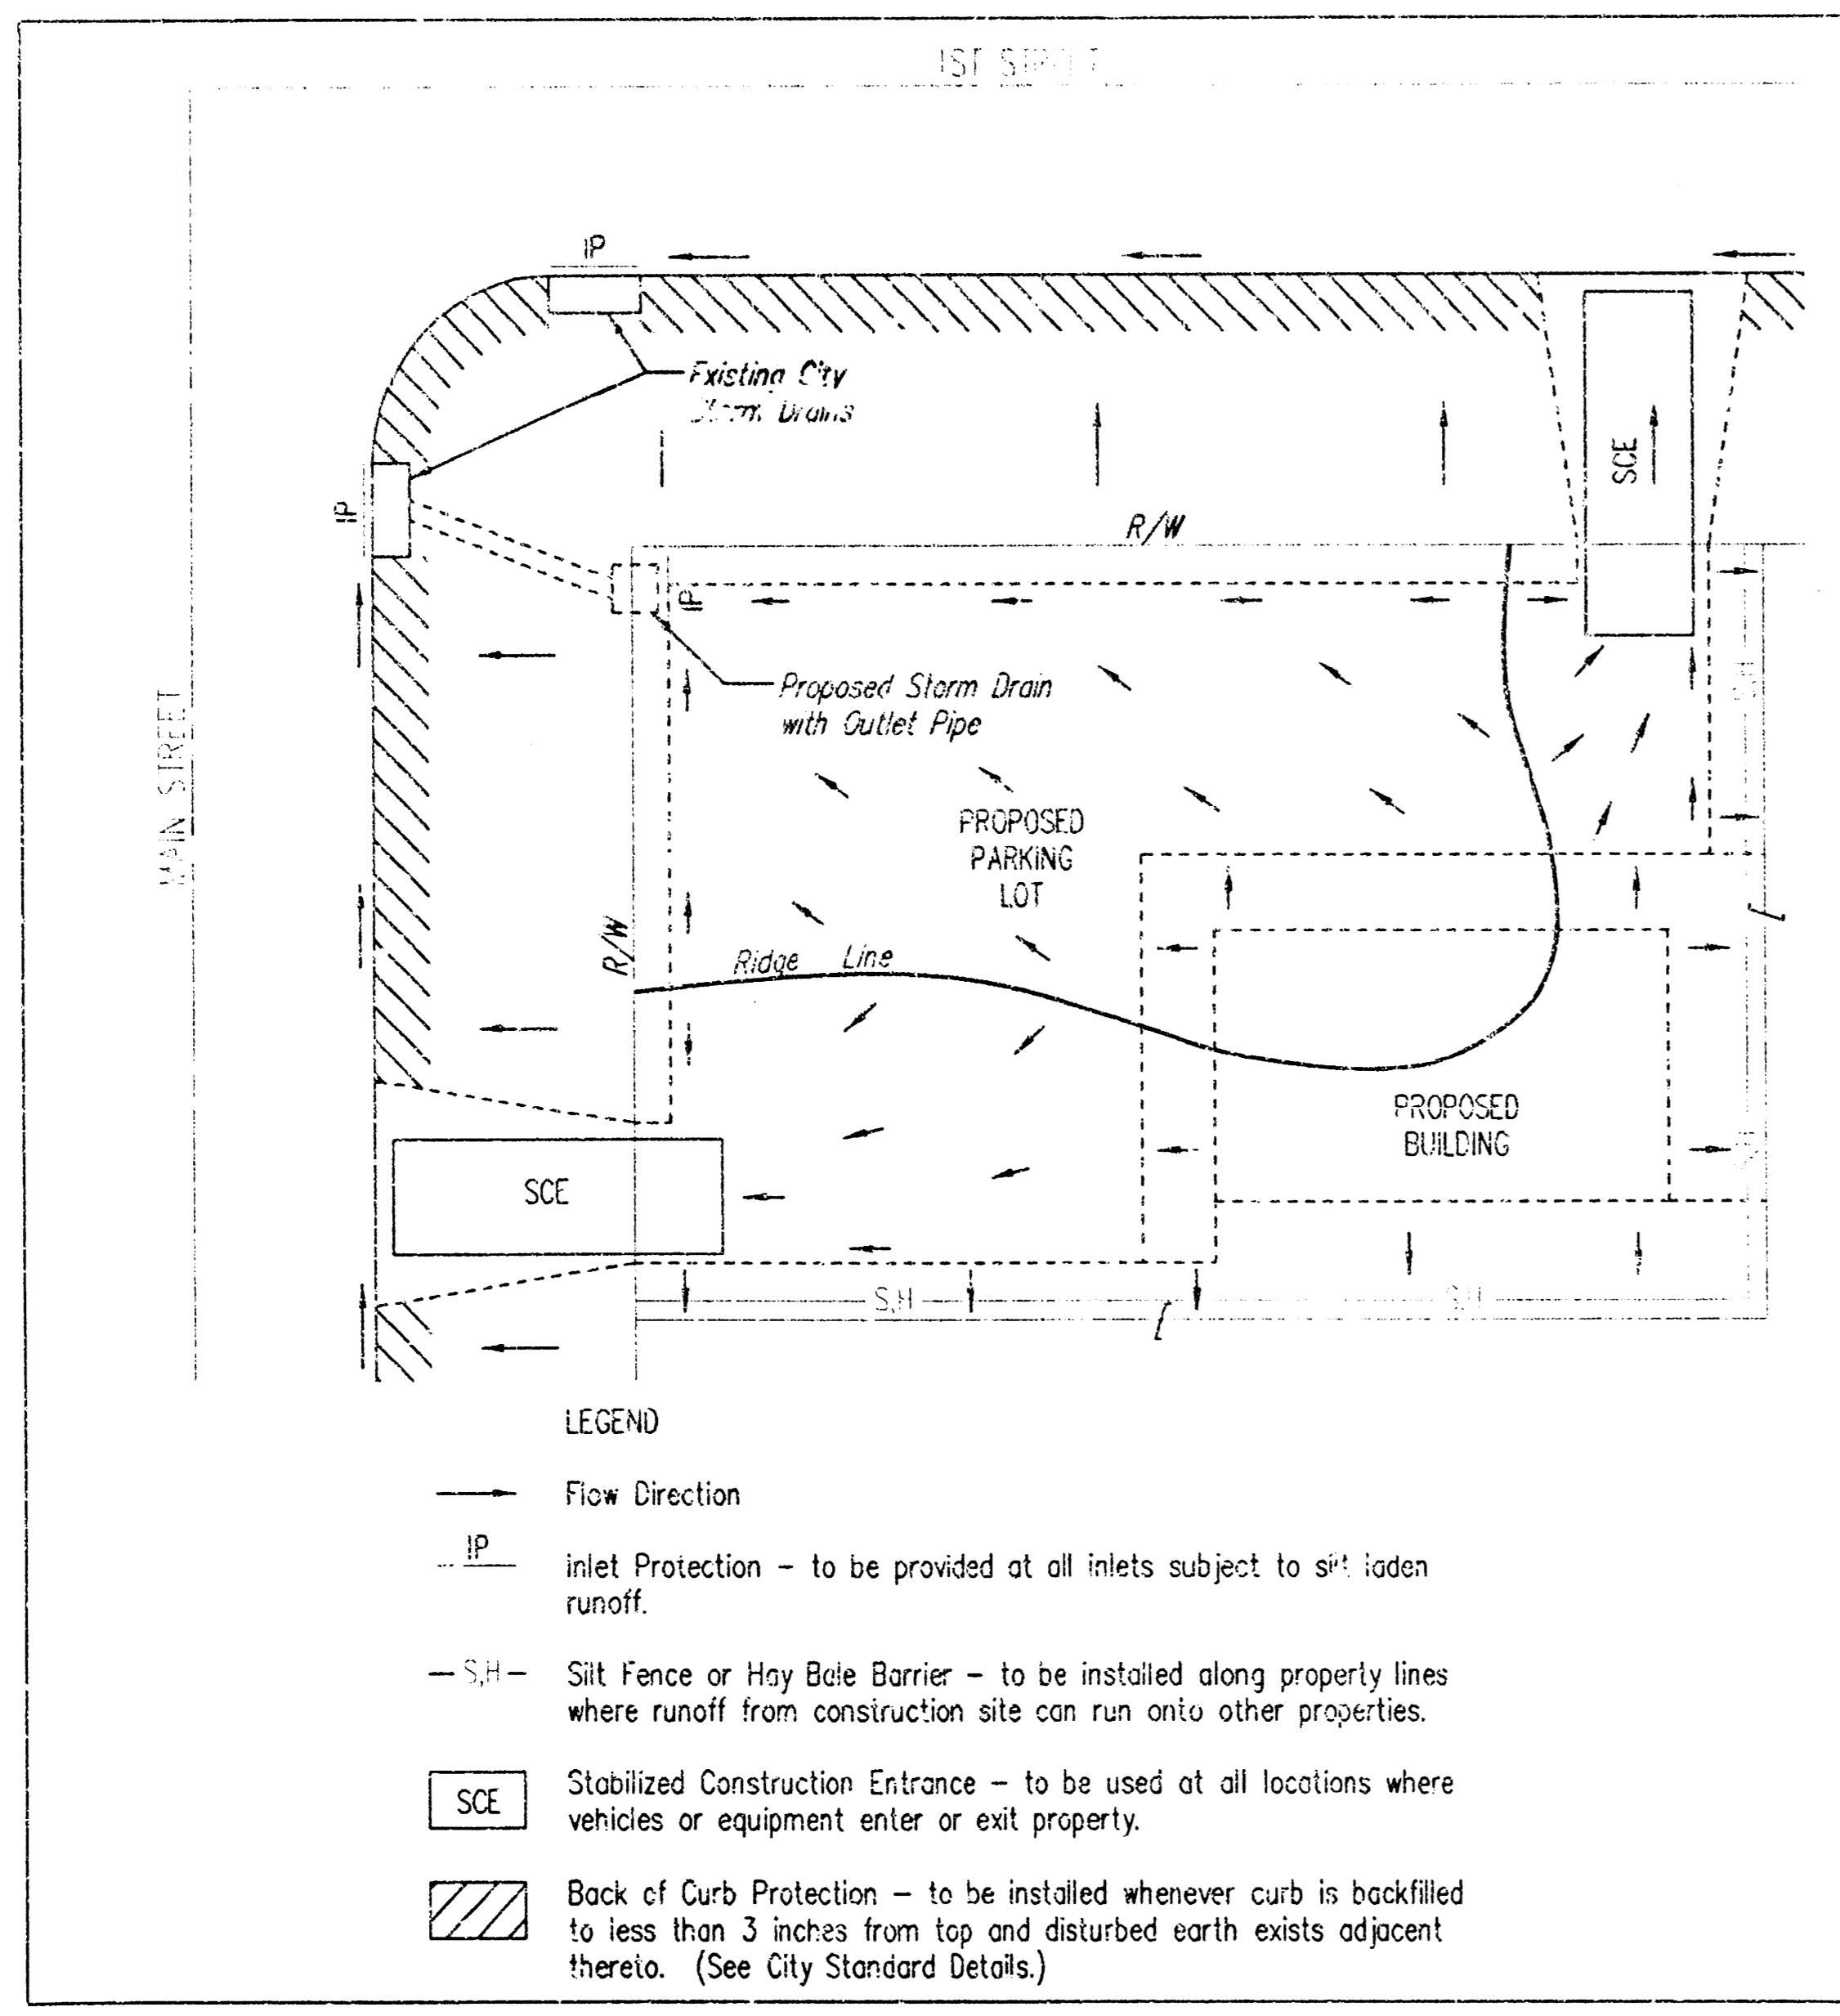 1ST STREET
IP
Existing City
Storm Drains
SCE
IP
R/W
IP
S,H
Proposed Storm Drain
with Outlet Pipe
MAIN STREET
PROPOSED
PARKING
LOT
R/W
Ridge Line
PROPOSED
BUILDING
S,H
SCE
S,H
S,H
LEGEND
Flow Direction
IP
Inlet Protection – to be provided at all inlets subject to silt laden
runoff.
S,H
Silt Fence or Hay Bale Barrier – to be installed along property lines
where runoff from construction site can run onto other properties.
SCE
Stabilized Construction Entrance – to be used at all locations where
vehicles or equipment enter or exit property.
Back of Curb Protection – to be installed whenever curb is backfilled
to less than 3 inches from top and disturbed earth exists adjacent
thereto. (See City Standard Details.)